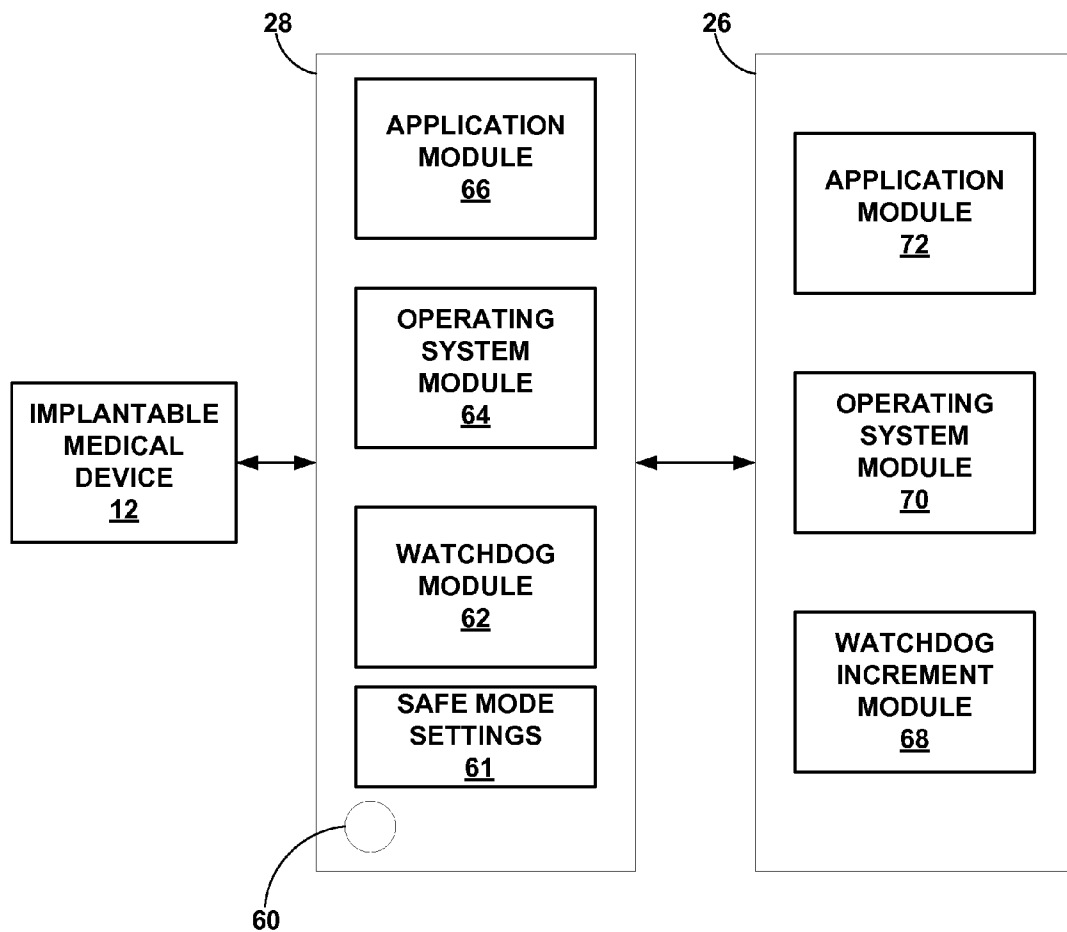 28
26
APPLICATION
MODULE
66
OPERATING
SYSTEM
MODULE
64
WATCHDOG
MODULE
62
SAFE MODE
SETTINGS
61
60
IMPLANTABLE
MEDICAL
DEVICE
12
APPLICATION
MODULE
72
OPERATING
SYSTEM
MODULE
70
WATCHDOG
INCREMENT
MODULE
68